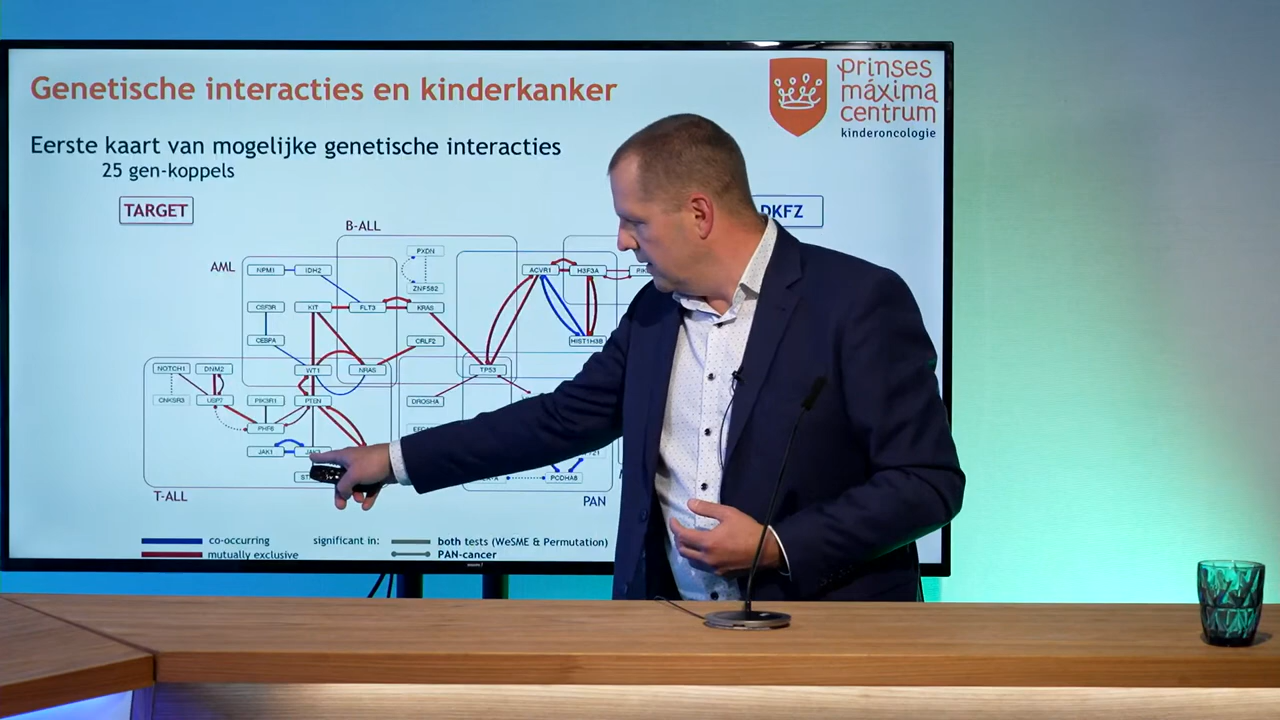 Genetische interacties en kinderkanker
prinses
máxima
centrum
kinderoncologie
Eerste kaart van mogelijke genetische interacties
25 gen-koppels
TARGET
DKFZ
B-ALL
AML
PXDN
NPM1
IDH2
ACVR1
H3F3A
ZNF582
CSF3R
KIT
FLT3
KRAS
CEBPA
CRLF2
HIST1H3B
NOTCH1
DNM2
WT1
NRAS
TP53
CNKSR3
USP7
PIK3R1
PTEN
DROSHA
PHF6
JAK1
PCDHA8
T-ALL
PAN
co-occurring
significant in:
both tests (WeSME & Permutation)
mutually exclusive
PAN-cancer